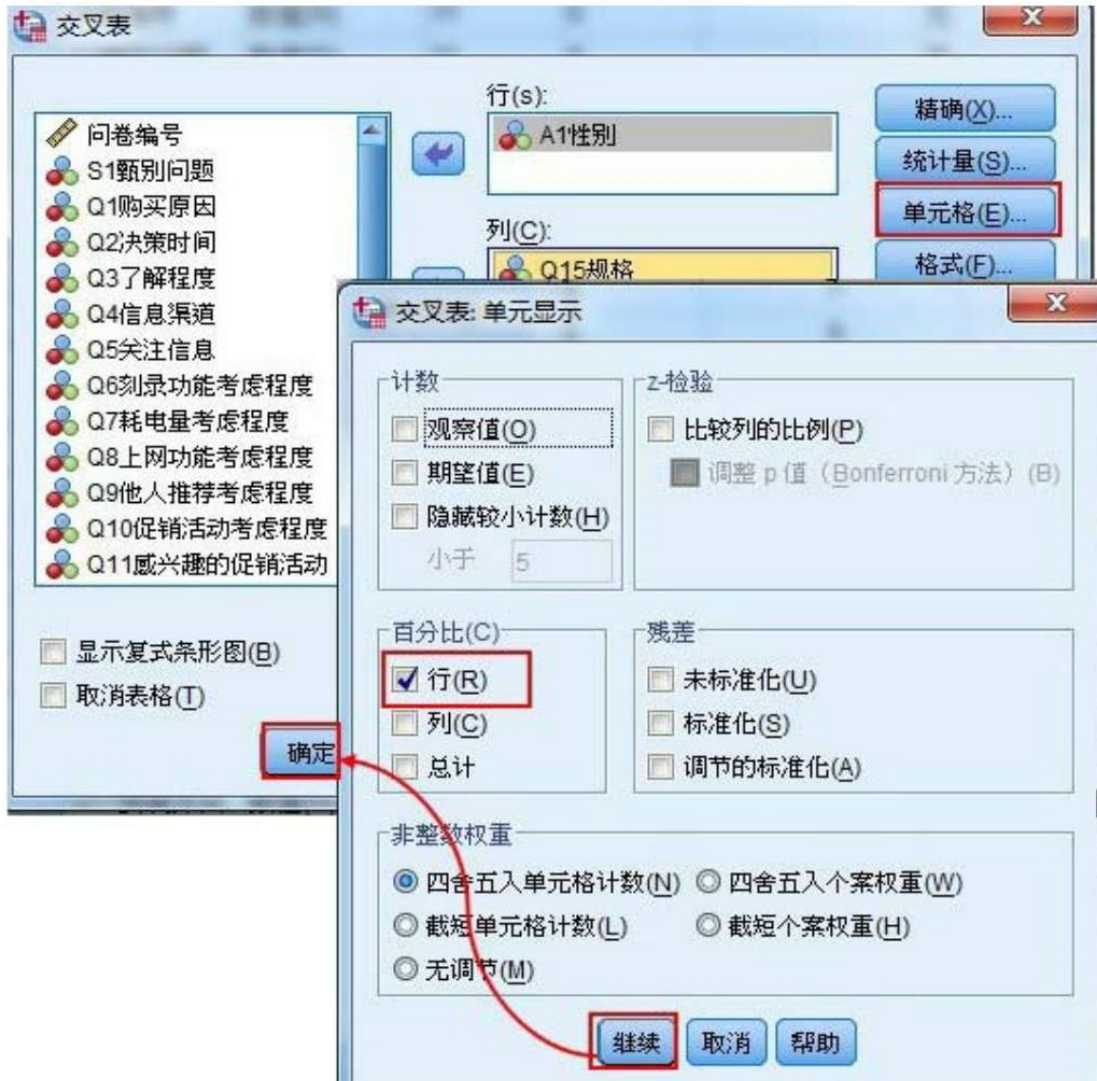 交叉表
行(s):
A1性别
列(C):
Q15规格
问卷编号
S1甄别问题
Q1购买原因
Q2决策时间
Q3了解程度
Q4信息渠道
Q5关注信息
Q6刻录功能考虑程度
Q7耗电量考虑程度
Q8上网功能考虑程度
Q9他人推荐考虑程度
Q10促销活动考虑程度
Q11感兴趣的促销活动
精确(X)...
统计量(S)...
单元格(E)...
格式(F)...
显示复式条形图(B)
取消表格(T)
确定
交叉表: 单元显示
计数
观察值(O)
期望值(E)
隐藏较小计数(H)
小于 5
z-检验
比较列的比例(P)
调整 p 值（Bonferroni 方法）(B)
百分比(C)
行(R)
列(C)
总计
残差
未标准化(U)
标准化(S)
调节的标准化(A)
非整数权重
四舍五入单元格计数(N) 四舍五入个案权重(W)
截短单元格计数(L) 截短个案权重(H)
无调节(M)
继续 取消 帮助